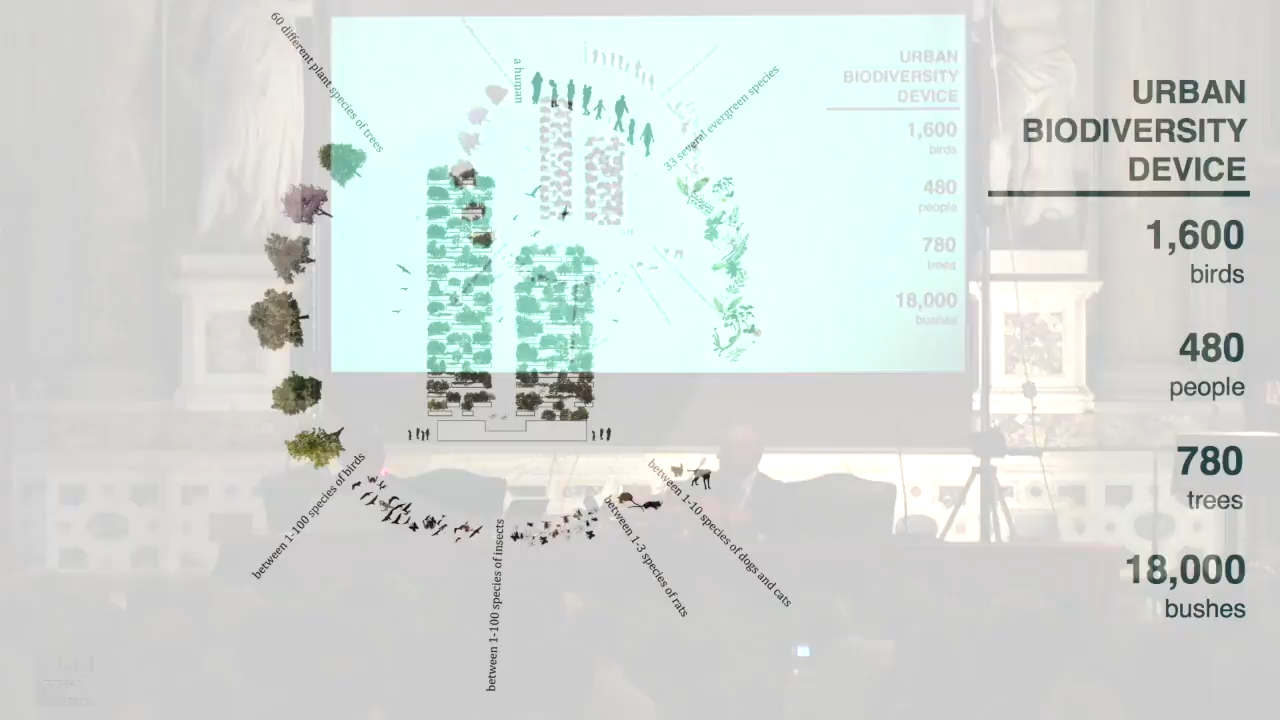 60 different plant species of trees
a human
33 several evergreen species
URBAN
BIODIVERSITY
DEVICE
1,600
birds
480
people
780
trees
18,000
bushes
URBAN
BIODIVERSITY
DEVICE
1,600
birds
480
people
780
trees
18,000
bushes
between 1-100 species of birds
between 1-100 species of insects
between 1-3 species of rats
between 1-10 species of dogs and cats